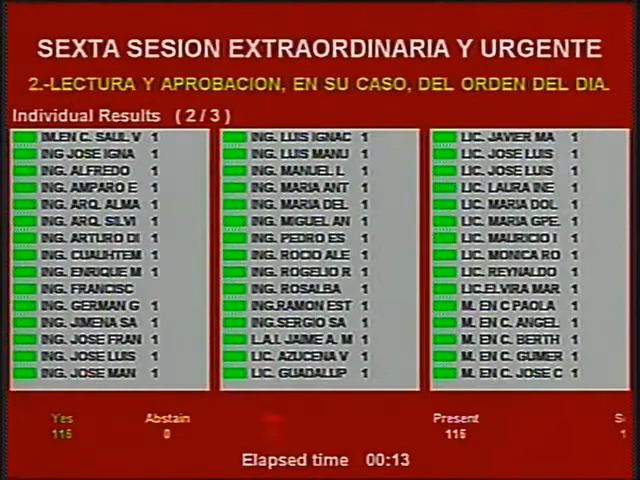 SEXTA SESION EXTRAORDINARIA Y URGENTE
2.-LECTURA Y APROBACION, EN SU CASO, DEL ORDEN DEL DIA.
Individual Results ( 2 / 3 )
IM.EN C. SAUL V 1
ING JOSE IGNA 1
ING. ALFREDO 1
ING. AMPARO E 1
ING. ARQ. ALMA 1
ING. ARQ. SILVI 1
ING. ARTURO DI 1
ING. CUAUHTEM 1
ING. ENRIQUE M 1
ING. FRANCISC
ING. GERMAN G 1
ING. JIMENA SA 1
ING. JOSE FRAN 1
ING. JOSE LUIS 1
ING. JOSE MAN 1
ING. LUIS IGNAC 1
ING. LUIS MANU 1
ING. MANUEL L 1
ING. MARIA ANT 1
ING. MARIA DEL 1
ING. MIGUEL AN 1
ING. PEDRO ES 1
ING. ROCIO ALE 1
ING. ROGELIO R 1
ING. ROSALBA 1
ING.RAMON EST 1
ING.SERGIO SA 1
L.A.I. JAIME A. M 1
LIC. AZUCENA V 1
LIC. GUADALUP 1
LIC. JAVIER MA 1
LIC. JOSE LUIS 1
LIC. JOSE LUIS 1
LIC. LAURA INE 1
LIC. MARIA DOL 1
LIC. MARIA GPE. 1
LIC. MAURICIO I 1
LIC. MONICA RO 1
LIC. REYNALDO 1
LIC.ELVIRA MAR 1
M. EN C PAOLA 1
M. EN C. ANGEL 1
M. EN C. BERTH 1
M. EN C. GUMER 1
M. EN C. JOSE C 1
Yes Abstain Present
116 0 116
Elapsed time 00:13